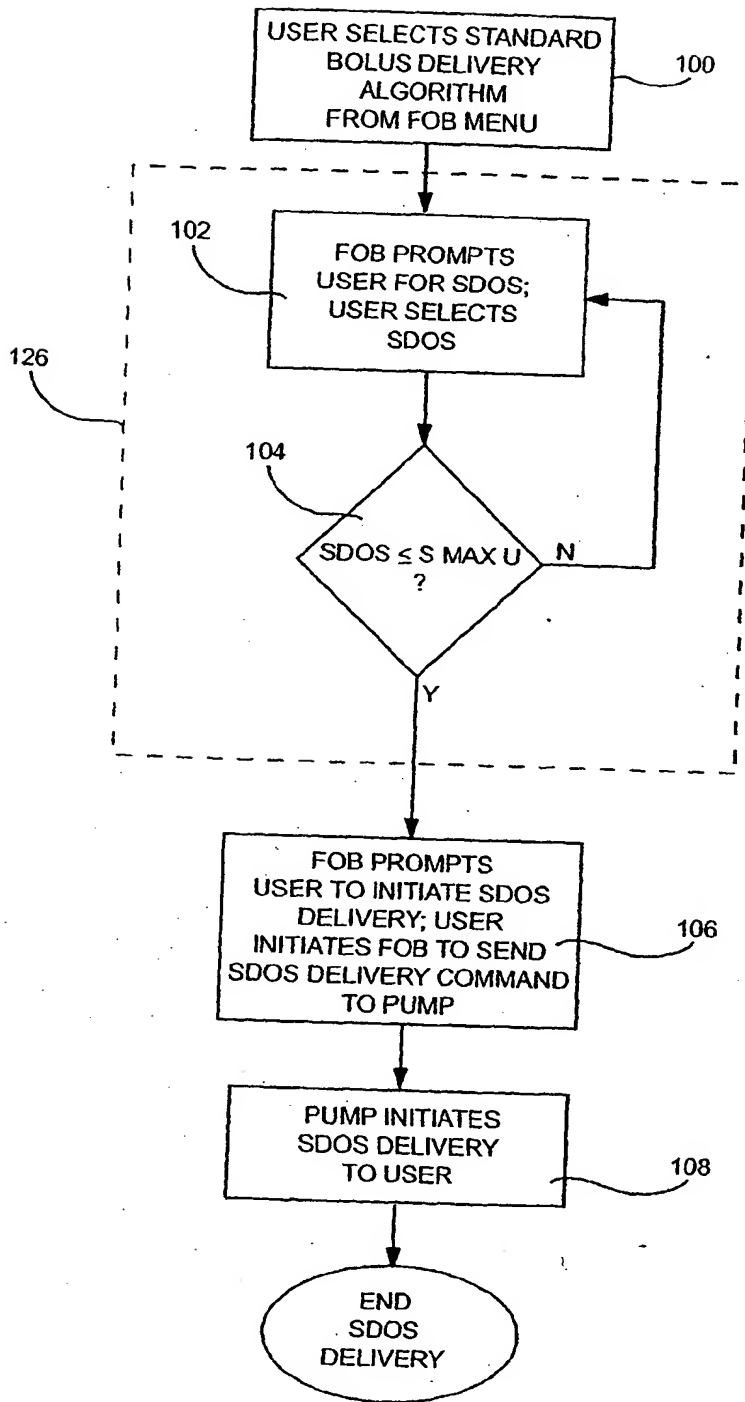 USER SELECTS STANDARD
BOLUS DELIVERY
ALGORITHM
FROM FOB MENU
100
102
FOB PROMPTS
USER FOR SDOS;
USER SELECTS
SDOS
126
104
SDOS ≤ S MAX U
?
N
Y
FOB PROMPTS
USER TO INITIATE SDOS
DELIVERY; USER
INITIATES FOB TO SEND
SDOS DELIVERY COMMAND
TO PUMP
106
PUMP INITIATES
SDOS DELIVERY
TO USER
108
END
SDOS
DELIVERY